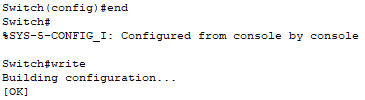 Switch(config)#end
Switch#
%SYS-5-CONFIG_I: Configured from console by console
Switch#write
Building configuration...
[OK]